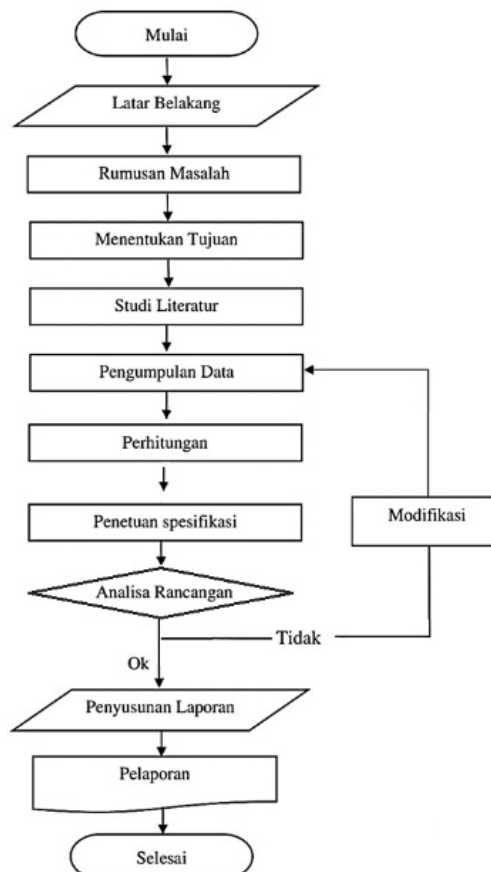 Mulai
Latar Belakang
Rumusan Masalah
Menentukan Tujuan
Studi Literatur
Pengumpulan Data
Perhitungan
Penetuan spesifikasi
Modifikasi
Analisa Rancangan
Tidak
Ok
Penyusunan Laporan
Pelaporan
Selesai